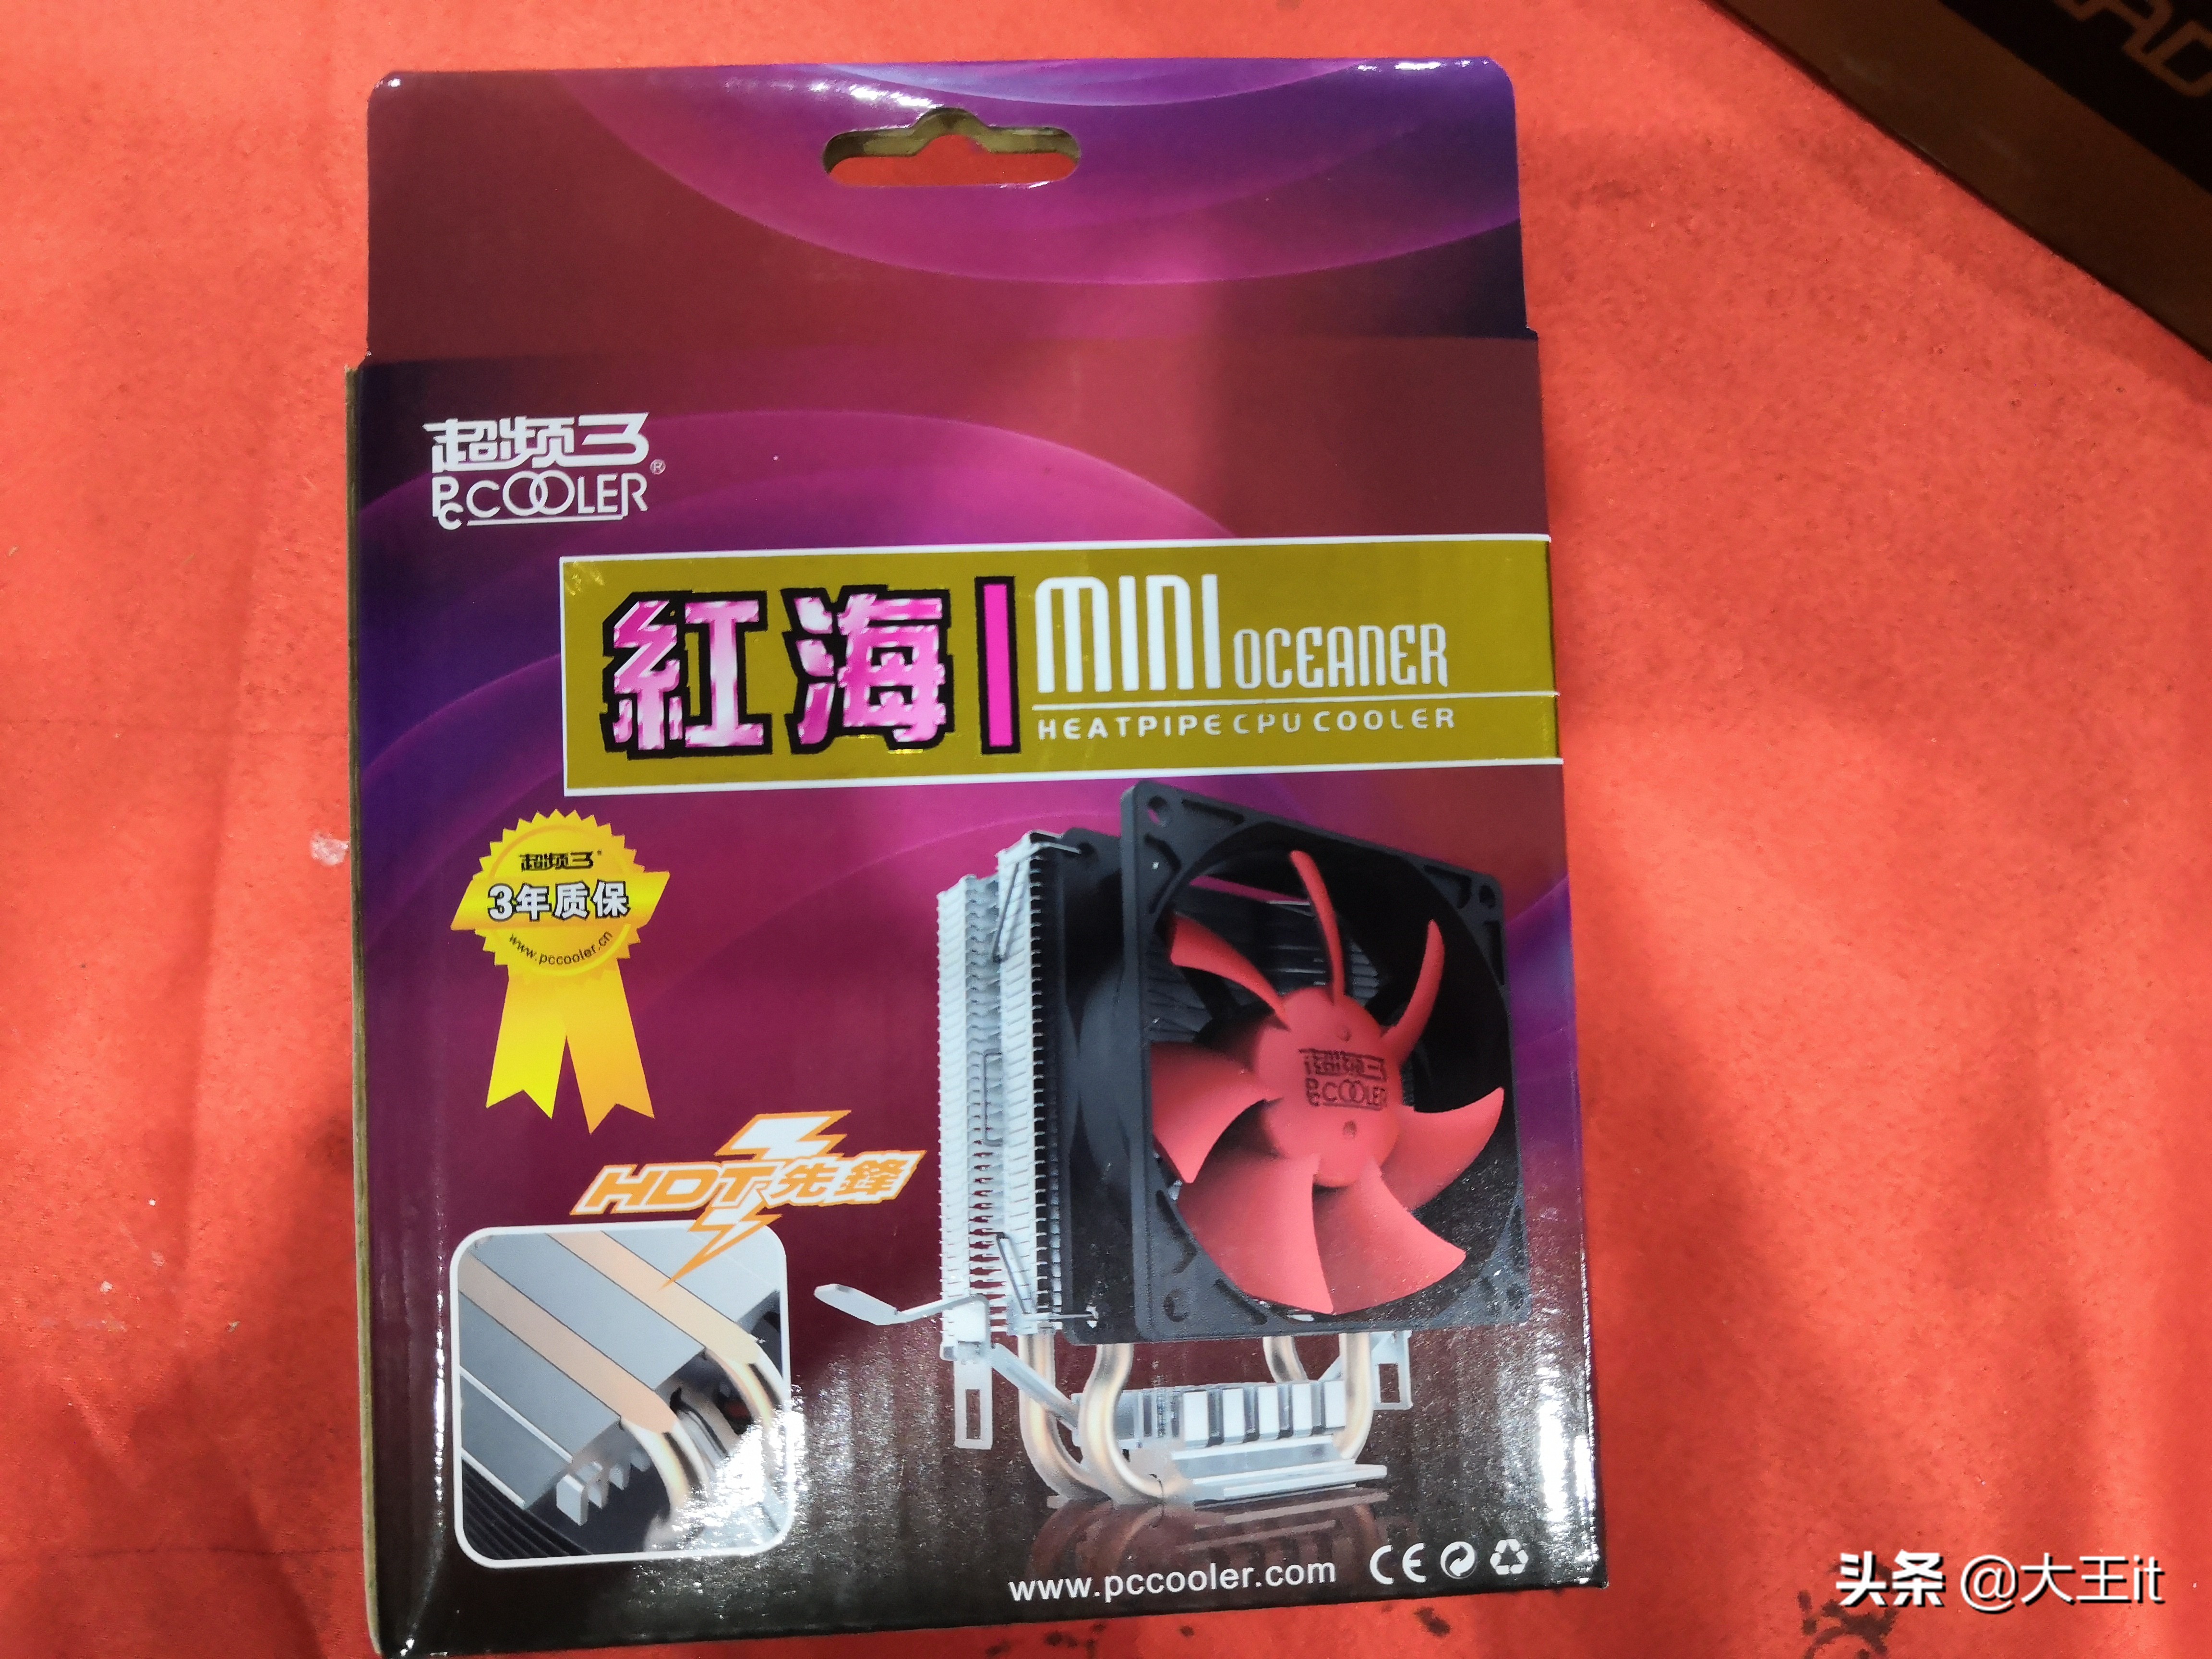 超频三
PCCOOLER®
紅海 MINI OCEANER
HEATPIPE CPU COOLER
超频三
3年质保
www.pccooler.cn
HDT先鋒
超频三
PCCOOLER
www.pccooler.com CE
头条 @大王it